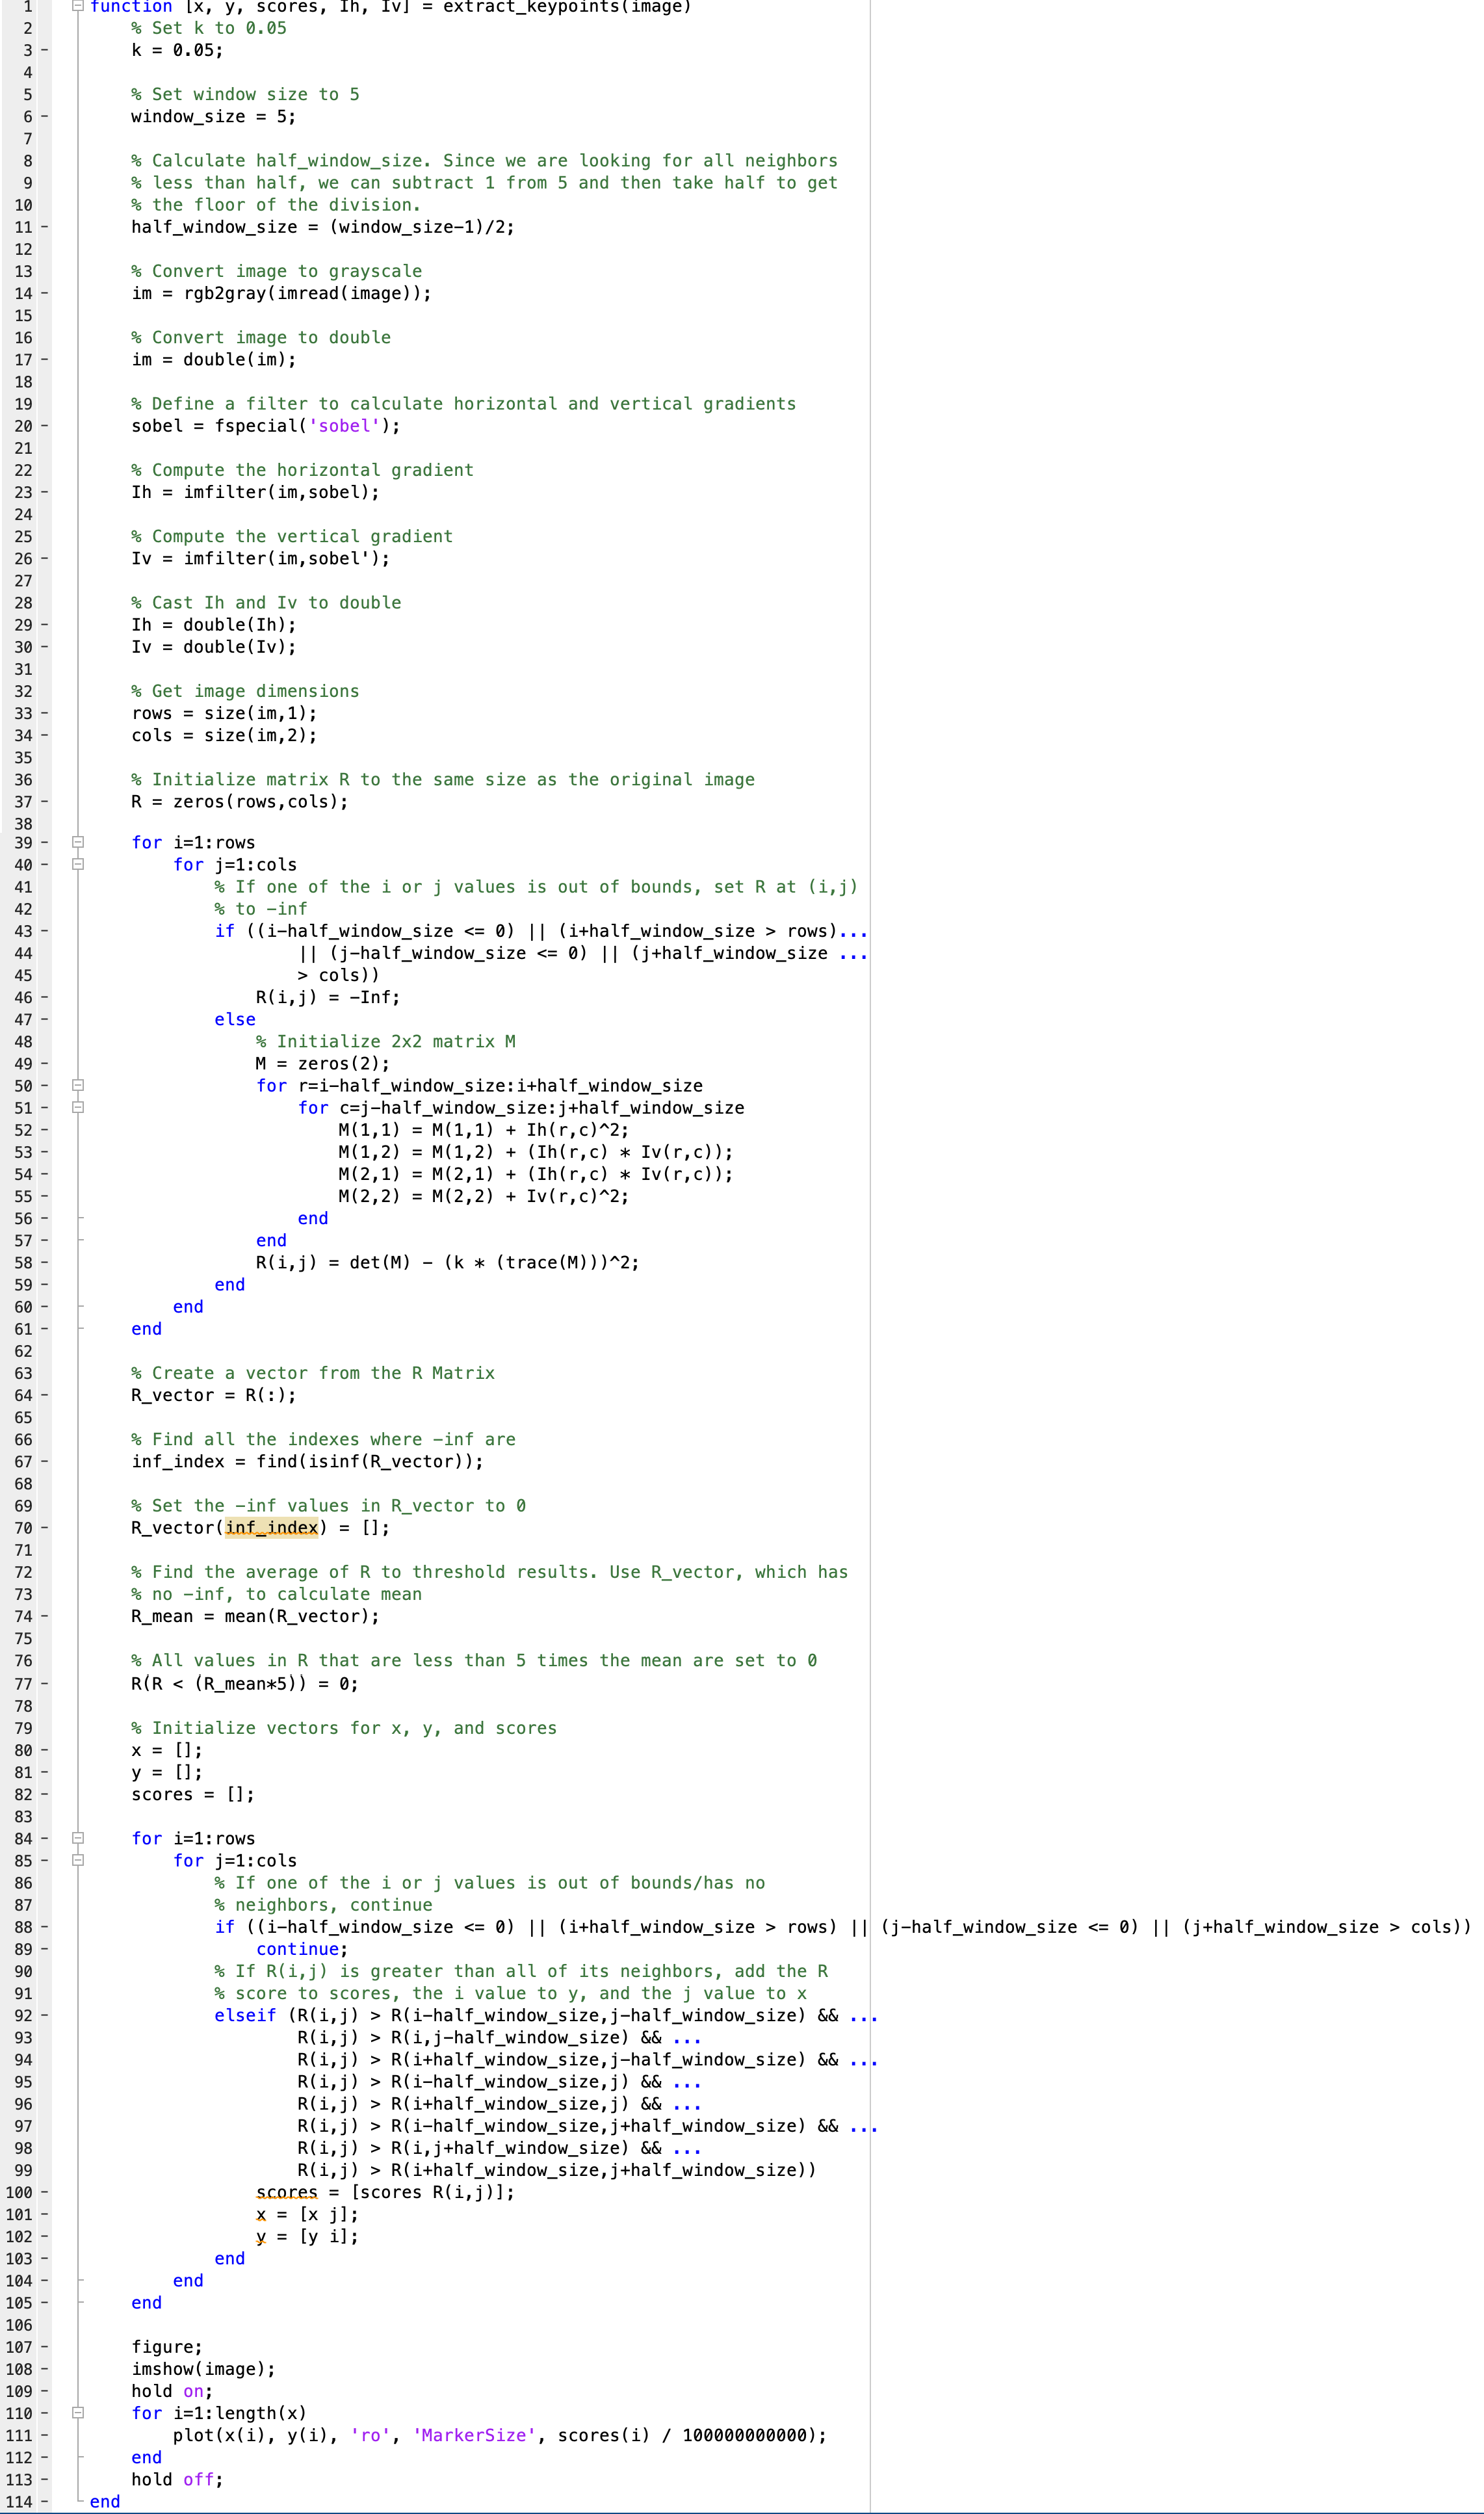 1 function [x, y, scores, Ih, Iv] = extract_keypoints(image)
2 % Set k to 0.05
3 - k = 0.05;
4
5 % Set window size to 5
6 - window_size = 5;
7
8 % Calculate half_window_size. Since we are looking for all neighbors
9 % less than half, we can subtract 1 from 5 and then take half to get
10 % the floor of the division.
11 - half_window_size = (window_size-1)/2;
12
13 % Convert image to grayscale
14 - im = rgb2gray(imread(image));
15
16 % Convert image to double
17 - im = double(im);
18
19 % Define a filter to calculate horizontal and vertical gradients
20 - sobel = fspecial('sobel');
21
22 % Compute the horizontal gradient
23 - Ih = imfilter(im,sobel);
24
25 % Compute the vertical gradient
26 - Iv = imfilter(im,sobel');
27
28 % Cast Ih and Iv to double
29 - Ih = double(Ih);
30 - Iv = double(Iv);
31
32 % Get image dimensions
33 - rows = size(im,1);
34 - cols = size(im,2);
35
36 % Initialize matrix R to the same size as the original image
37 - R = zeros(rows,cols);
38
39 - for i=1:rows
40 - for j=1:cols
41 % If one of the i or j values is out of bounds, set R at (i,j)
42 % to -inf
43 - if ((i-half_window_size <= 0) || (i+half_window_size > rows)...
44 || (j-half_window_size <= 0) || (j+half_window_size ...
45 > cols))
46 - R(i,j) = -Inf;
47 - else
48 % Initialize 2x2 matrix M
49 - M = zeros(2);
50 - for r=i-half_window_size:i+half_window_size
51 - for c=j-half_window_size:j+half_window_size
52 - M(1,1) = M(1,1) + Ih(r,c)^2;
53 - M(1,2) = M(1,2) + (Ih(r,c) * Iv(r,c));
54 - M(2,1) = M(2,1) + (Ih(r,c) * Iv(r,c));
55 - M(2,2) = M(2,2) + Iv(r,c)^2;
56 - end
57 - end
58 - R(i,j) = det(M) - (k * (trace(M)))^2;
59 - end
60 - end
61 - end
62
63 % Create a vector from the R Matrix
64 - R_vector = R(:);
65
66 % Find all the indexes where -inf are
67 - inf_index = find(isinf(R_vector));
68
69 % Set the -inf values in R_vector to 0
70 - R_vector(inf_index) = [];
71
72 % Find the average of R to threshold results. Use R_vector, which has
73 % no -inf, to calculate mean
74 - R_mean = mean(R_vector);
75
76 % All values in R that are less than 5 times the mean are set to 0
77 - R(R < (R_mean*5)) = 0;
78
79 % Initialize vectors for x, y, and scores
80 - x = [];
81 - y = [];
82 - scores = [];
83
84 - for i=1:rows
85 - for j=1:cols
86 % If one of the i or j values is out of bounds/has no
87 % neighbors, continue
88 - if ((i-half_window_size <= 0) || (i+half_window_size > rows) || (j-half_window_size <= 0) || (j+half_window_size > cols))
89 - continue;
90 % If R(i,j) is greater than all of its neighbors, add the R
91 % score to scores, the i value to y, and the j value to x
92 - elseif (R(i,j) > R(i-half_window_size,j-half_window_size) && ...
93 R(i,j) > R(i,j-half_window_size) && ...
94 R(i,j) > R(i+half_window_size,j-half_window_size) && ...
95 R(i,j) > R(i-half_window_size,j) && ...
96 R(i,j) > R(i+half_window_size,j) && ...
97 R(i,j) > R(i-half_window_size,j+half_window_size) && ...
98 R(i,j) > R(i,j+half_window_size) && ...
99 R(i,j) > R(i+half_window_size,j+half_window_size))
100 - scores = [scores R(i,j)];
101 - x = [x j];
102 - y = [y i];
103 - end
104 - end
105 - end
106
107 - figure;
108 - imshow(image);
109 - hold on;
110 - for i=1:length(x)
111 - plot(x(i), y(i), 'ro', 'MarkerSize', scores(i) / 100000000000);
112 - end
113 - hold off;
114 - end